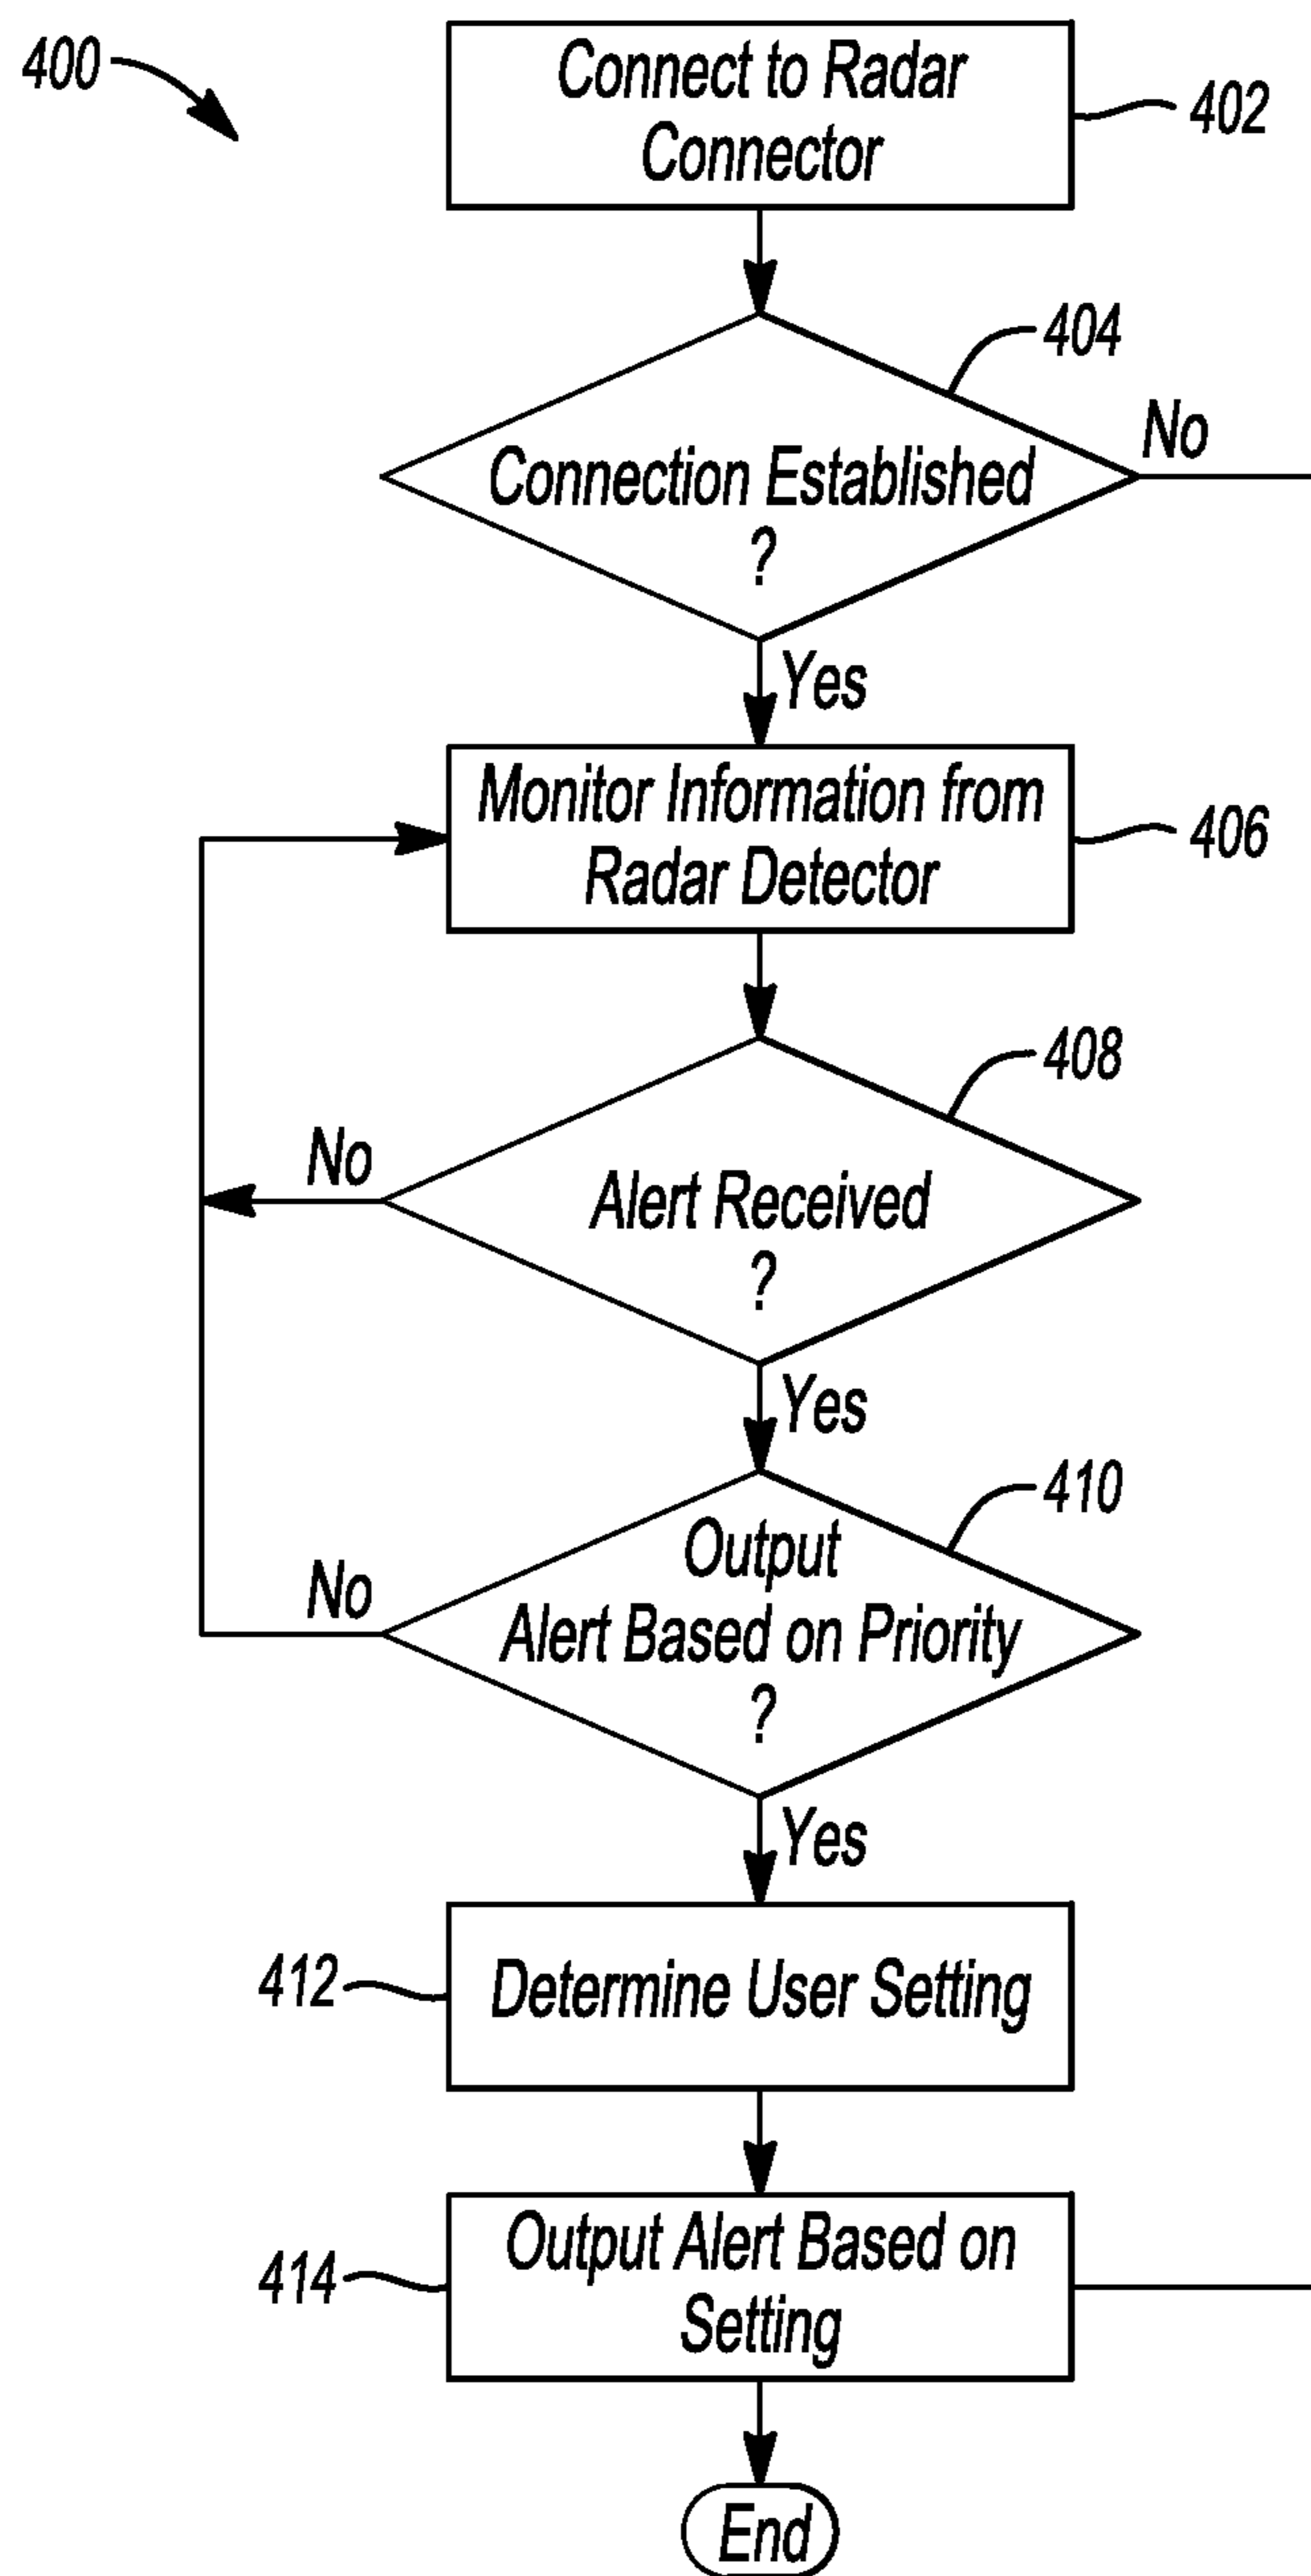 400
Connect to Radar
Connector
402
404
Connection Established
?
No
Yes
Monitor Information from
Radar Detector
406
408
Alert Received
?
No
Yes
410
Output
Alert Based on Priority
?
No
Yes
412
Determine User Setting
414
Output Alert Based on
Setting
End